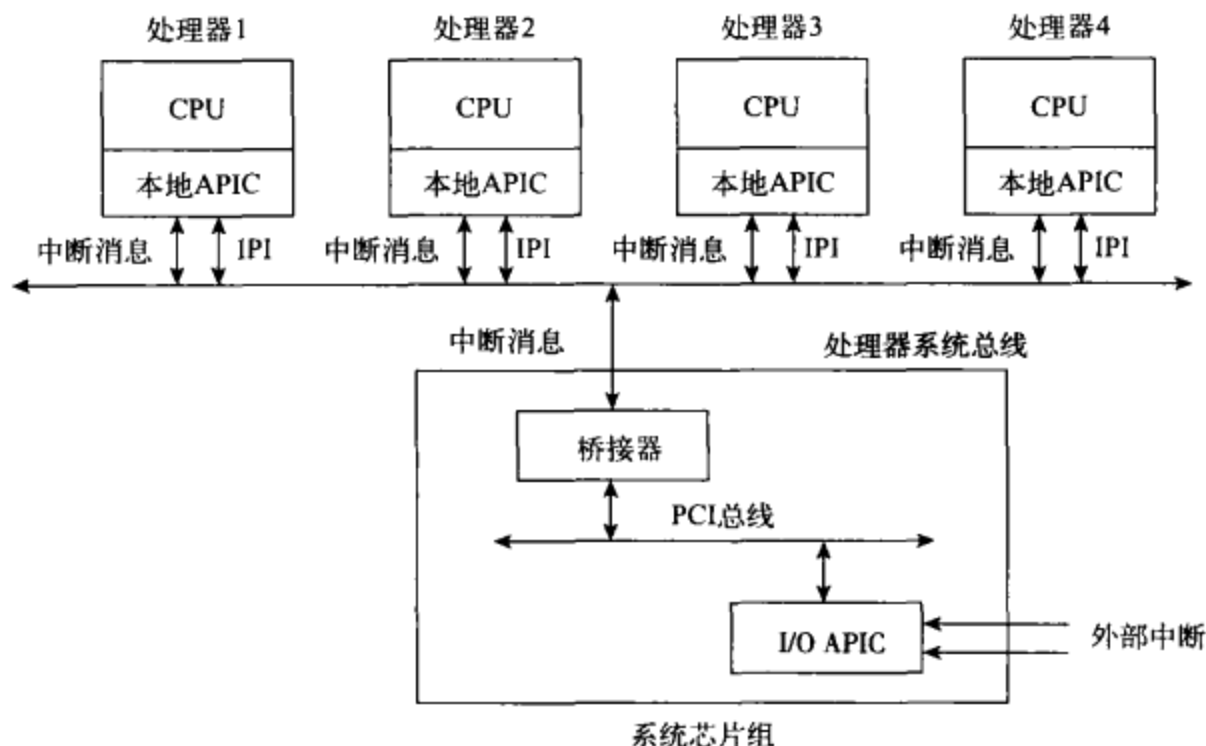 处理器1
处理器2
处理器3
处理器4
CPU
CPU
CPU
CPU
本地APIC
本地APIC
本地APIC
本地APIC
中断消息
IPI
中断消息
IPI
中断消息
IPI
中断消息
IPI
中断消息
处理器系统总线
桥接器
PCI总线
I/O APIC
外部中断
系统芯片组